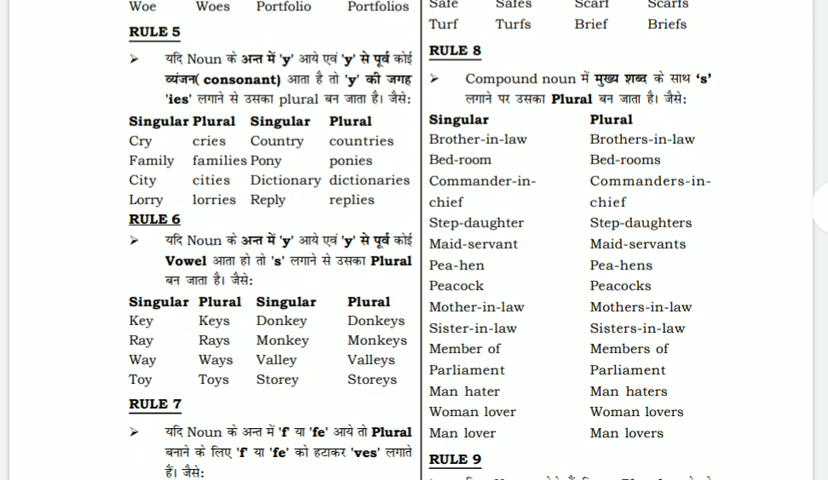 Woe Woes Portfolio Portfolios
RULE 5
➢ यदि Noun के अन्त में 'y' आये एवं 'y' से पूर्व कोई
व्यंजन( consonant) आता है तो 'y' की जगह
'ies' लगाने से उसका plural बन जाता है। जैसे:
Singular Plural Singular Plural
Cry cries Country countries
Family families Pony ponies
City cities Dictionary dictionaries
Lorry lorries Reply replies
RULE 6
➢ यदि Noun के अन्त में 'y' आये एवं 'y' से पूर्व कोई
Vowel आता हो तो 's' लगाने से उसका Plural
बन जाता है। जैसे:
Singular Plural Singular Plural
Key Keys Donkey Donkeys
Ray Rays Monkey Monkeys
Way Ways Valley Valleys
Toy Toys Storey Storeys
RULE 7
➢ यदि Noun के अन्त में 'f' या 'fe' आये तो Plural
बनाने के लिए 'f' या 'fe' को हटाकर 'ves' लगाते
हैं। जैसे:
Safe Safes Scarf Scarfs
Turf Turfs Brief Briefs
RULE 8
➢ Compound noun में मुख्य शब्द के साथ ‘s’
लगाने पर उसका Plural बन जाता है। जैसे:
Singular Plural
Brother-in-law Brothers-in-law
Bed-room Bed-rooms
Commander-in- Commanders-in-
chief chief
Step-daughter Step-daughters
Maid-servant Maid-servants
Pea-hen Pea-hens
Peacock Peacocks
Mother-in-law Mothers-in-law
Sister-in-law Sisters-in-law
Member of Members of
Parliament Parliament
Man hater Man haters
Woman lover Woman lovers
Man lover Man lovers
RULE 9